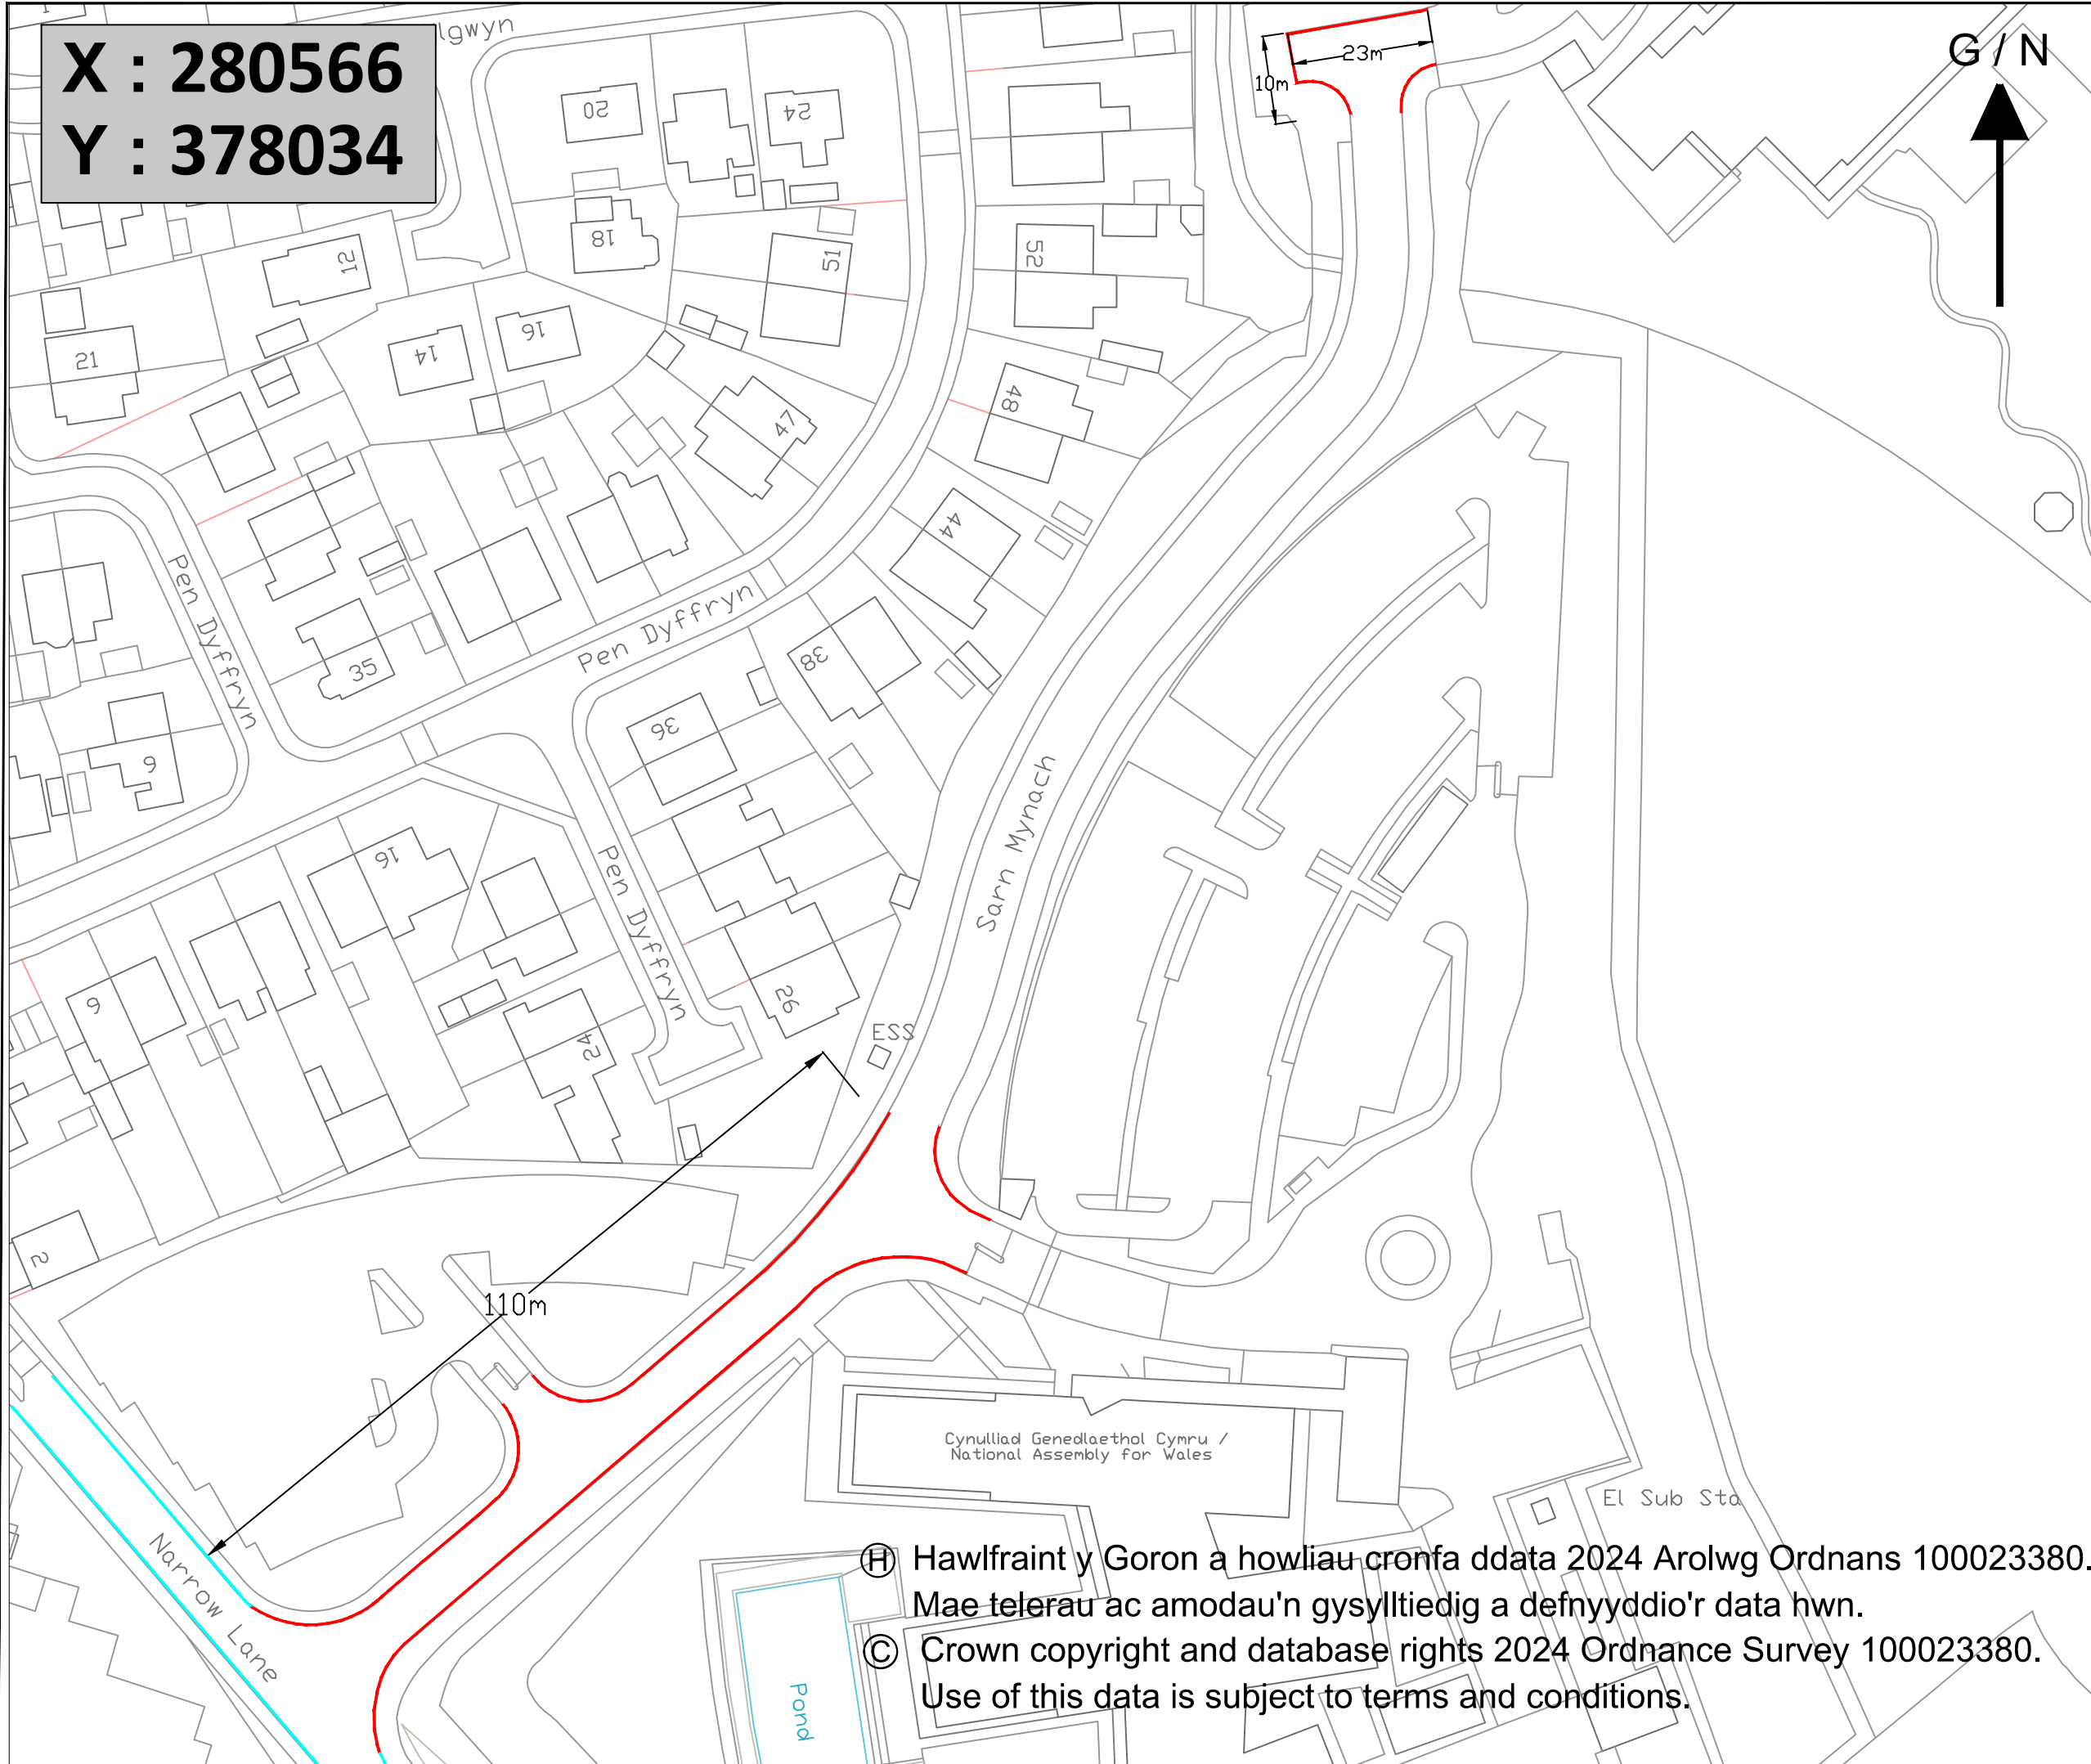 X : 280566
Y : 378034
lgwyn
G / N
23m
10m
20
24
18
51
12
52
21
14
16
48
47
44
Pen Dyffryn
Pen Dyffryn
35
38
36
9
Sarn Mynach
16
Pen Dyffryn
9
26
24
ESS
2
110m
Cynulliad Genedlaethol Cymru /
National Assembly for Wales
El Sub Sta
Narrow Lane
Pond
Ⓗ Hawlfraint y Goron a howliau cronfa ddata 2024 Arolwg Ordnans 100023380.
Mae telerau ac amodau'n gysylltiedig a defnyyddio'r data hwn.
© Crown copyright and database rights 2024 Ordnance Survey 100023380.
Use of this data is subject to terms and conditions.